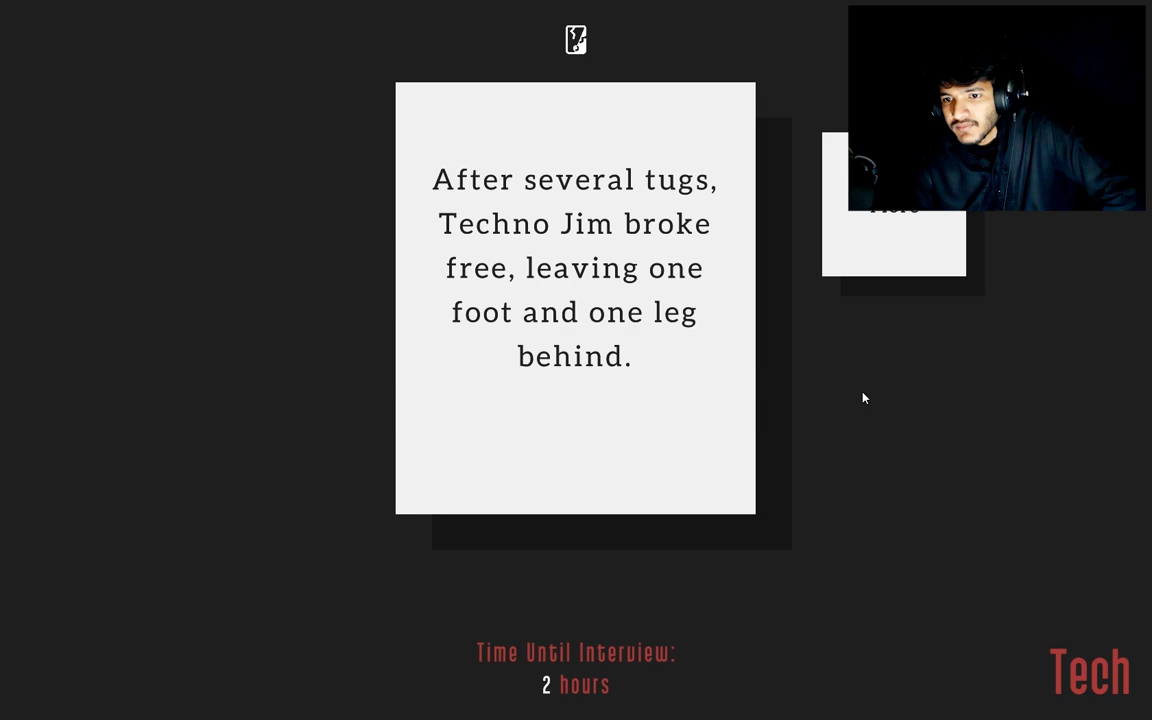 After several tugs,
Techno Jim broke
free, leaving one
foot and one leg
behind.
Time Until Interview:
2 hours
Tech